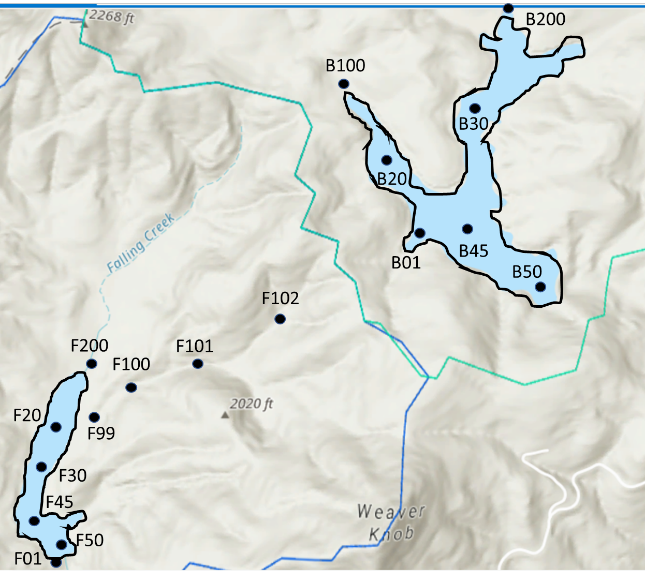 2268 ft
B200
B100
B30
B20
Falling Creek
B01
B45
B50
F102
F200
F100
F101
F20
F99
2020 ft
F30
F45
Weaver
Knob
F50
F01